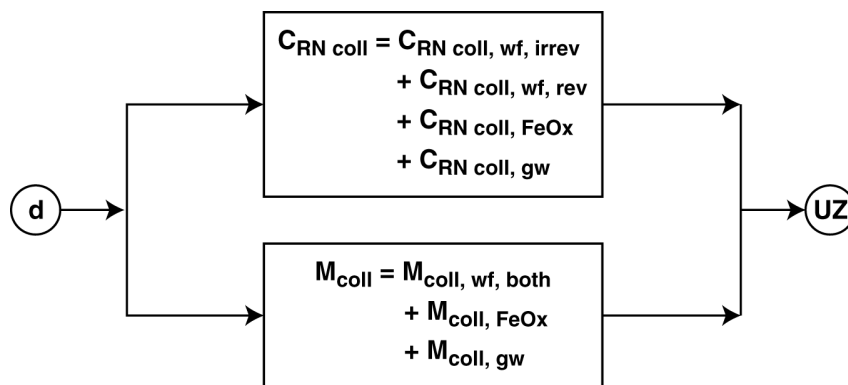 C_RN coll = C_RN coll, wf, irrev
+ C_RN coll, wf, rev
+ C_RN coll, FeOx
+ C_RN coll, gw
d
UZ
M_coll = M_coll, wf, both
+ M_coll, FeOx
+ M_coll, gw